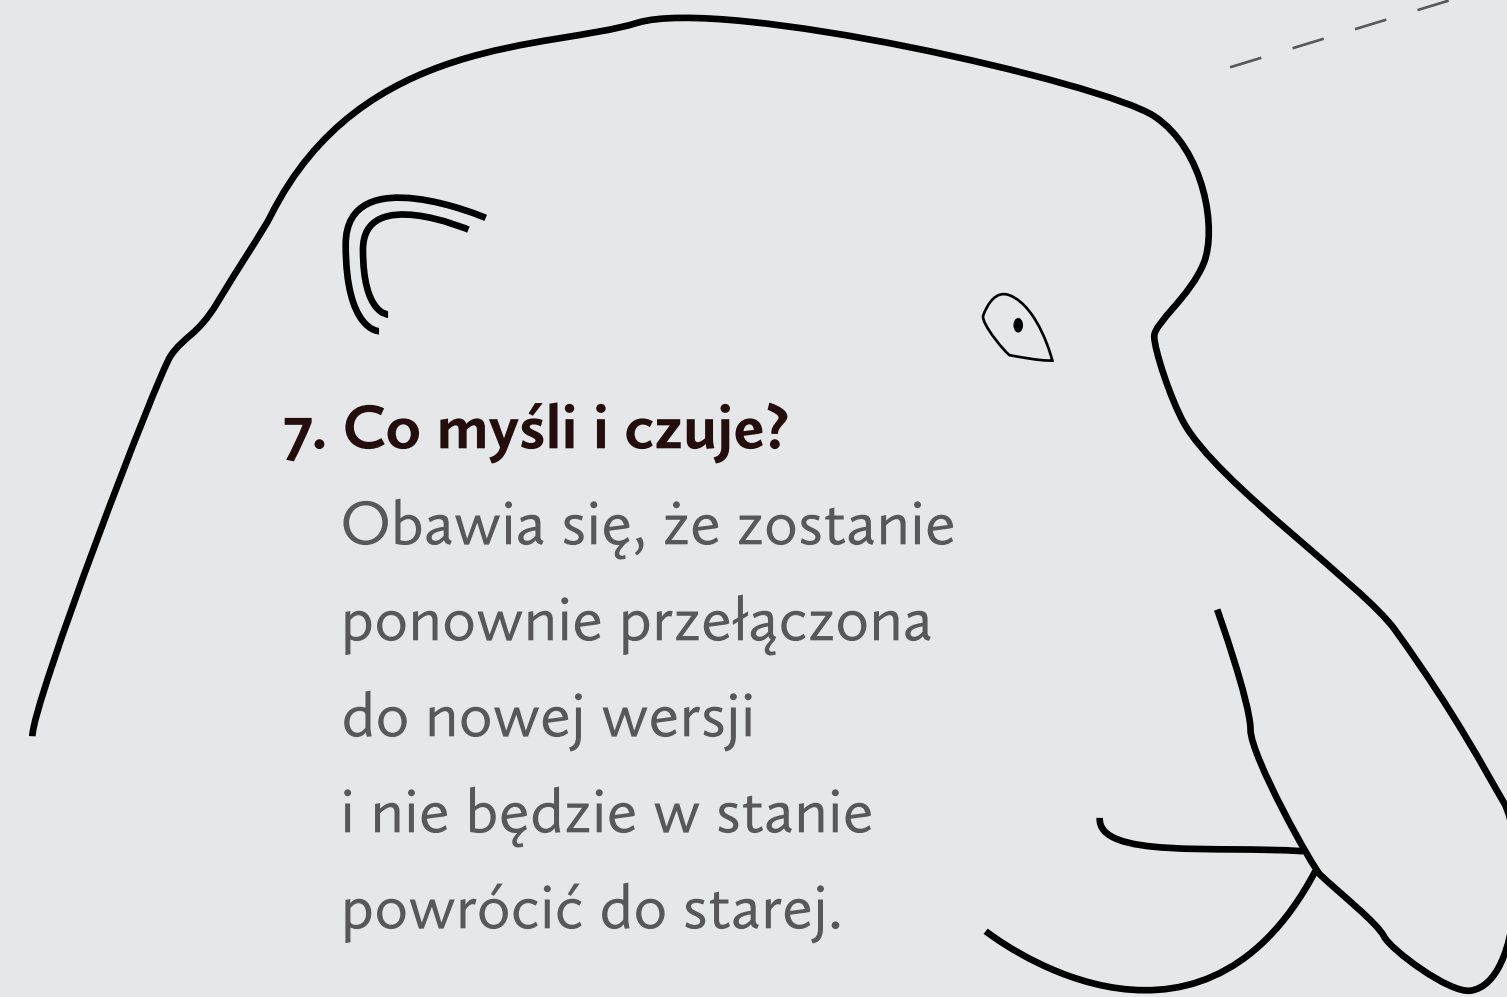 7. Co myśli i czuje?
Obawia się, że zostanie
ponownie przełączona
do nowej wersji
i nie będzie w stanie
powrócić do starej.